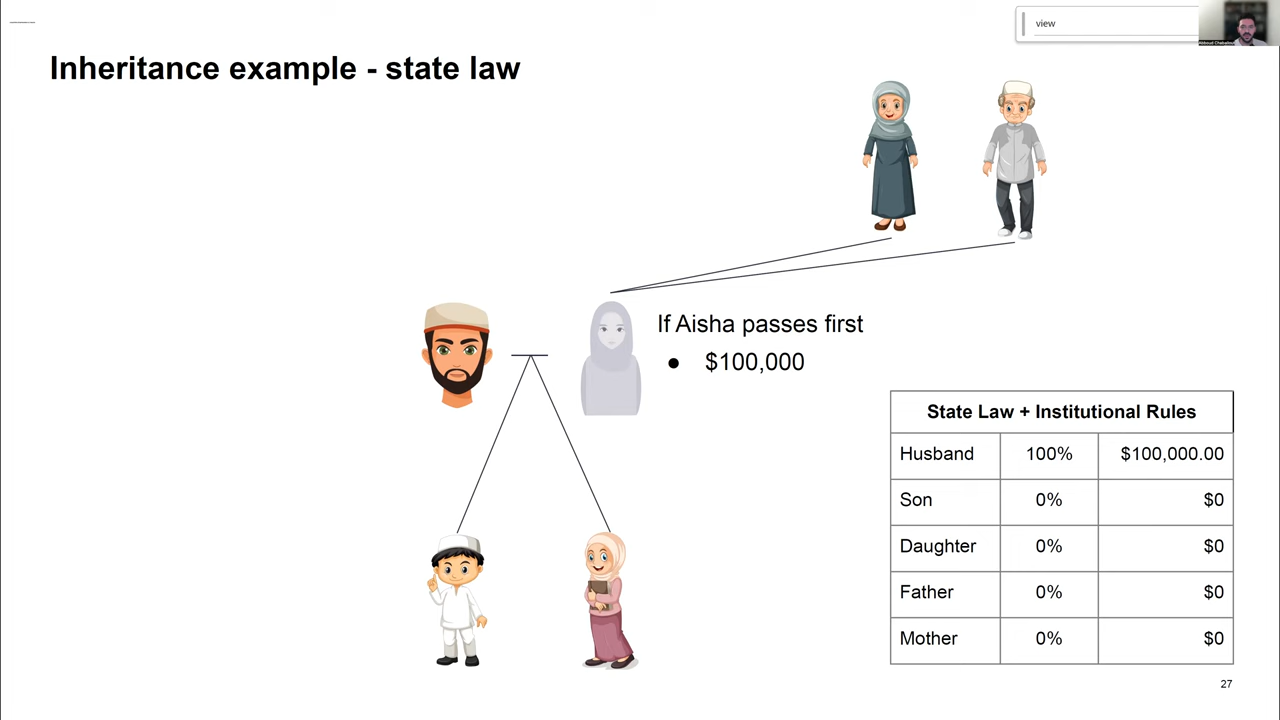 view
Inheritance example - state law
If Aisha passes first
● $100,000
State Law + Institutional Rules
Husband 100% $100,000.00
Son 0% $0
Daughter 0% $0
Father 0% $0
Mother 0% $0
27